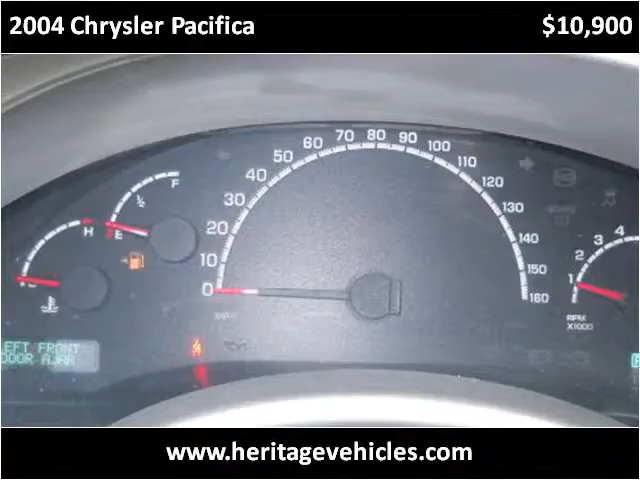 2004 Chrysler Pacifica
$10,900
0
10
20
30
40
50
60
70
80
90
100
110
120
130
140
150
160
F
½
E
H
1
2
3
4
RPM
X1000
LEFT FRONT
DOOR AJAR
www.heritagevehicles.com